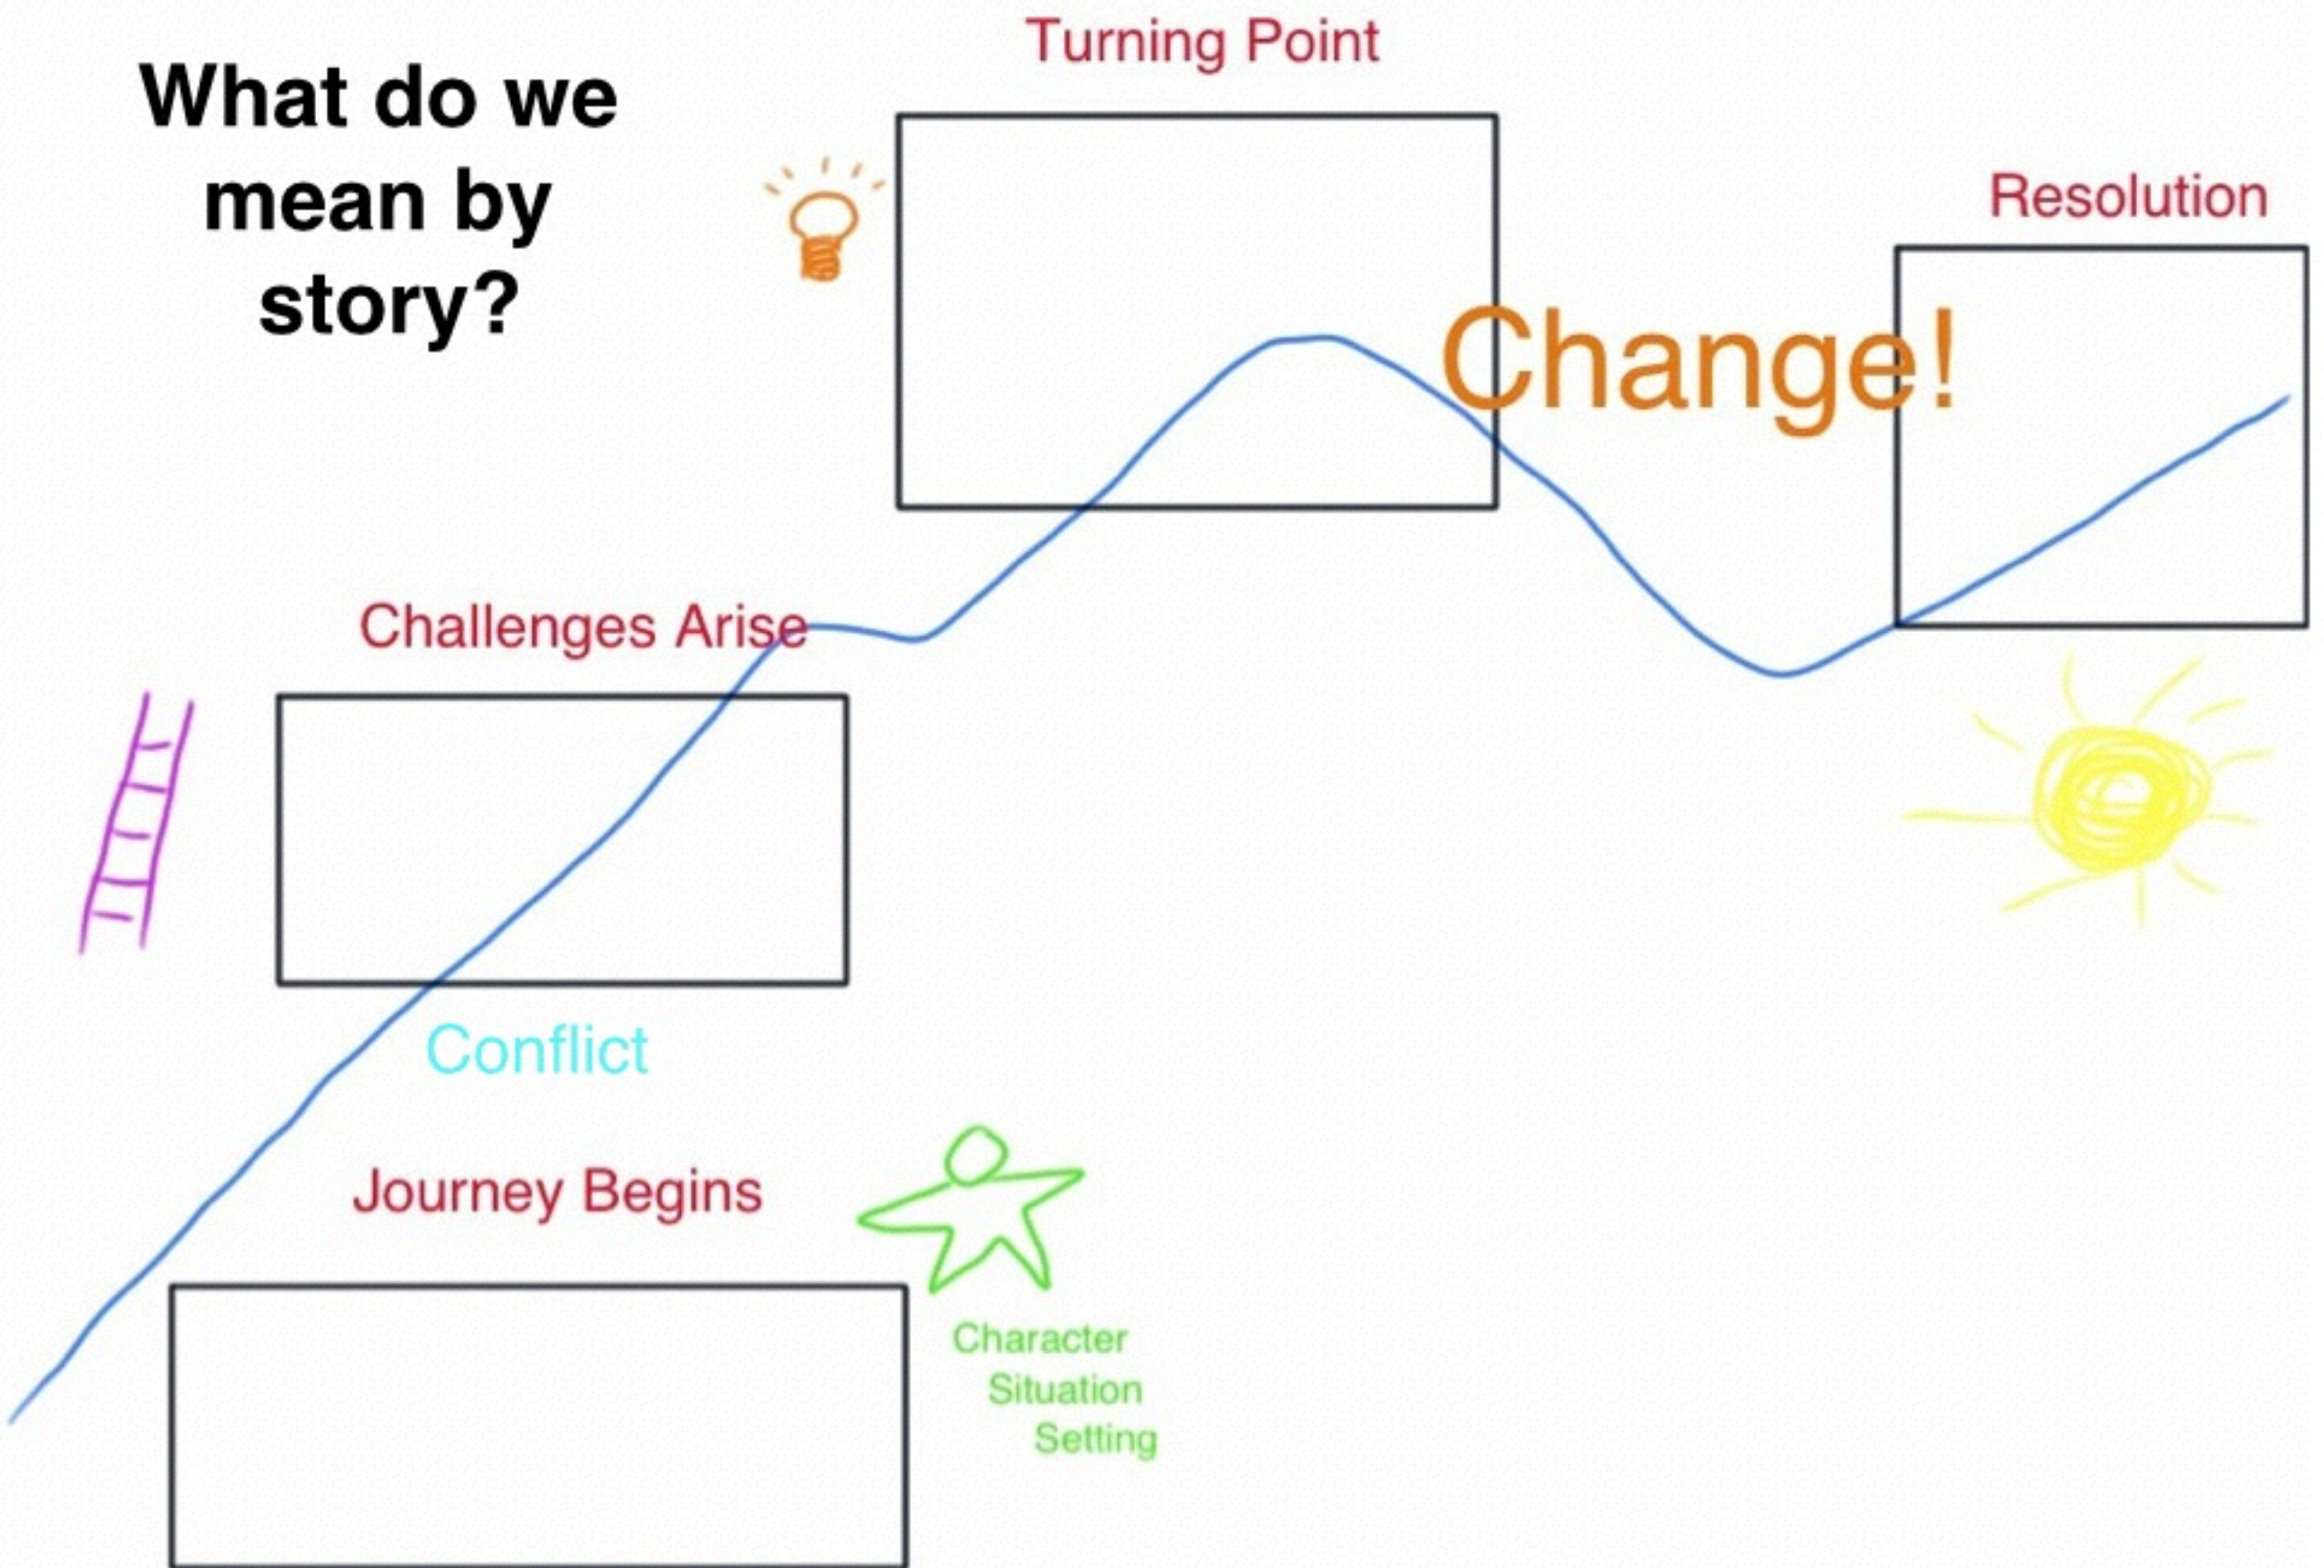 What do we
mean by
story?
Turning Point
Resolution
Change!
Challenges Arise
Conflict
Journey Begins
Character
Situation
Setting